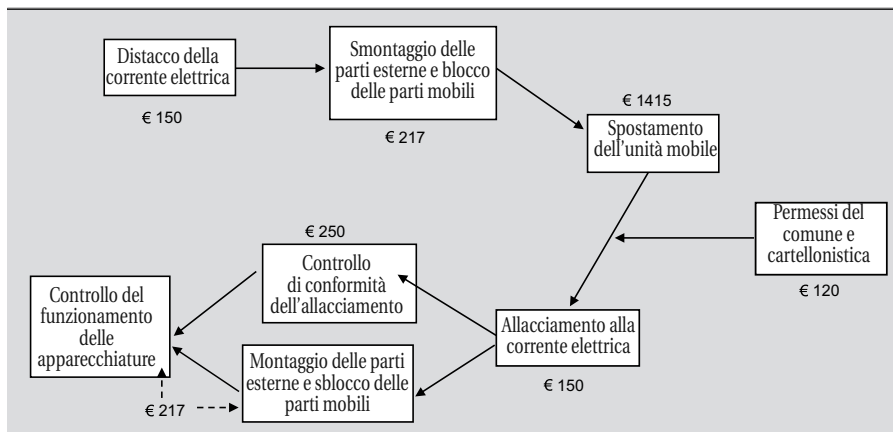 Distacco della
corrente elettrica
€ 150
Smontaggio delle
parti esterne e blocco
delle parti mobili
€ 217
€ 1415
Spostamento
dell'unità mobile
Permessi del
comune e
cartellonistica
€ 120
€ 250
Controllo
di conformità
dell'allacciamento
Allacciamento alla
corrente elettrica
€ 150
Controllo del
funzionamento
delle
apparecchiature
Montaggio delle parti
esterne e sblocco delle
parti mobili
€ 217